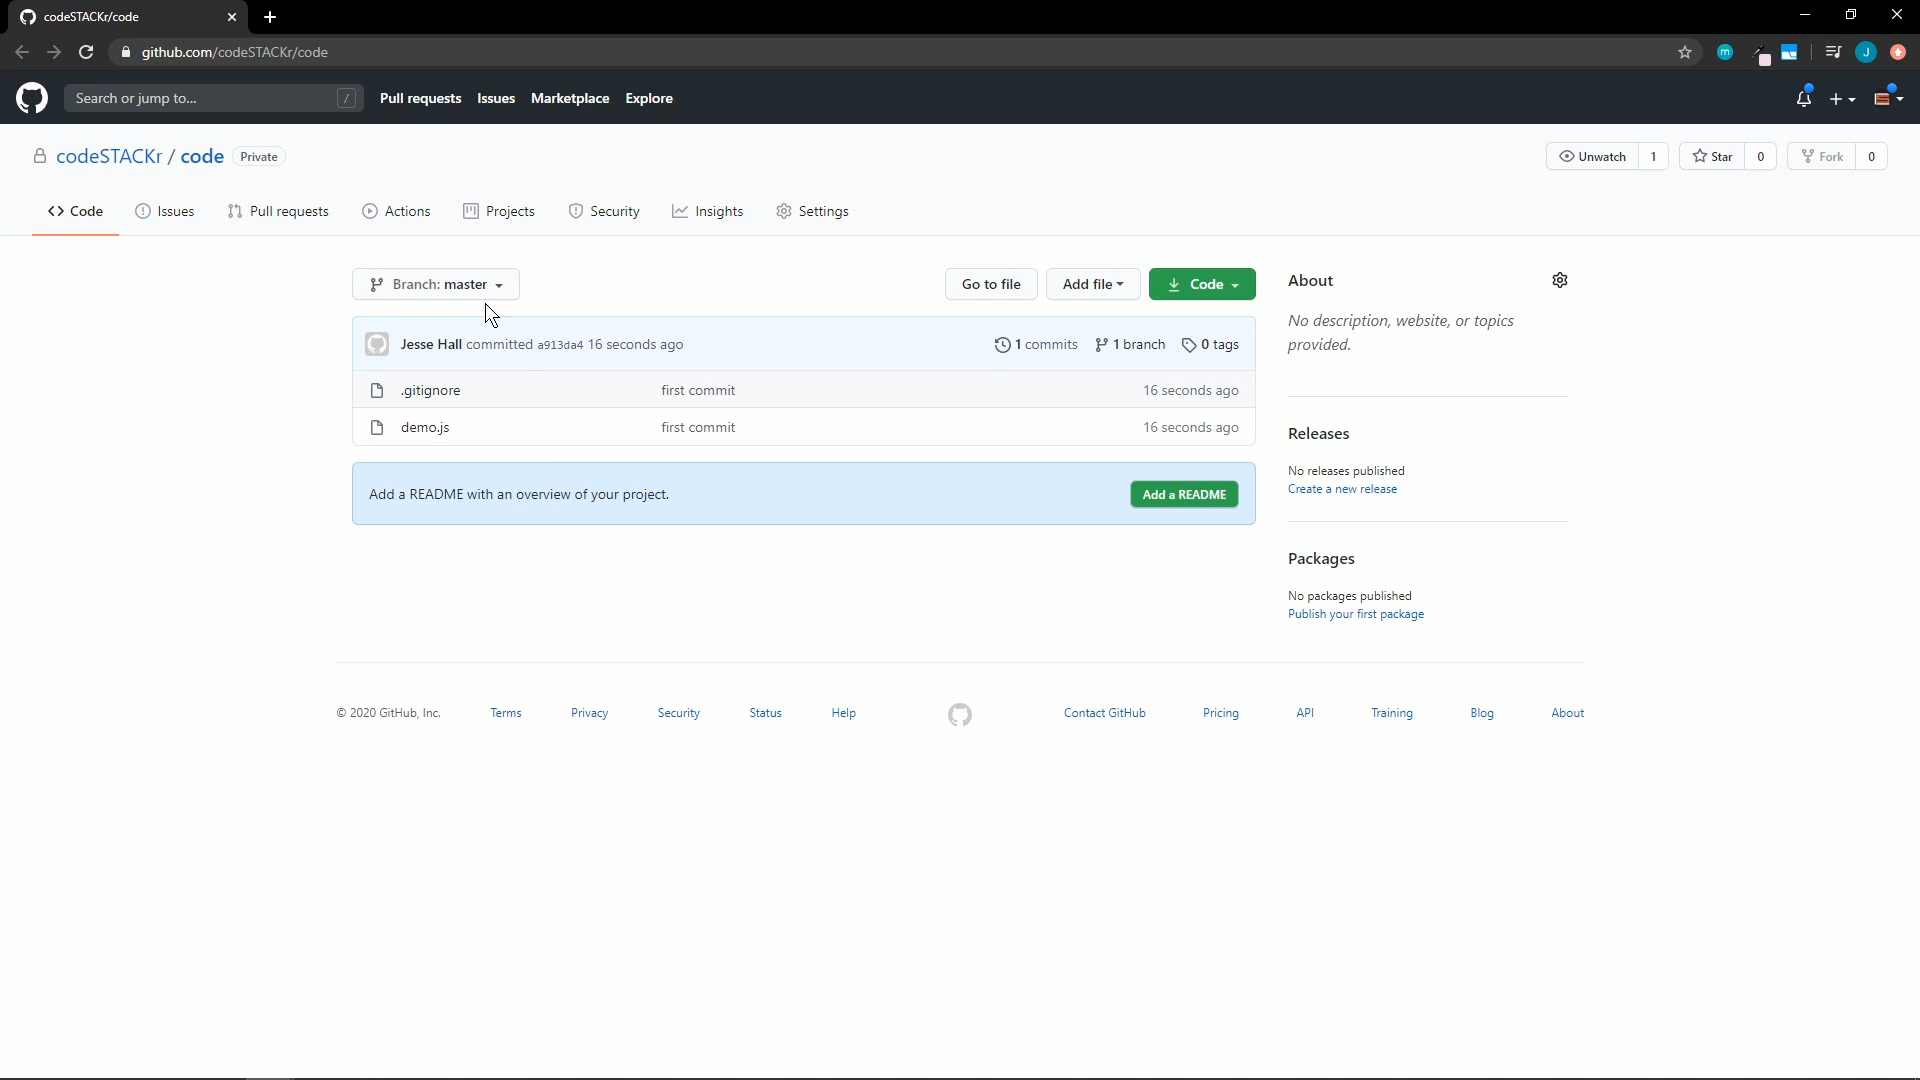 codeSTACKr/code
github.com/codeSTACKr/code
m
J
Search or jump to...
/
Pull requests
Issues
Marketplace
Explore
codeSTACKr / code
Private
Unwatch
1
Star
0
Fork
0
Code
Issues
Pull requests
Actions
Projects
Security
Insights
Settings
Branch: master
Go to file
Add file
Code
Jesse Hall committed a913da4 16 seconds ago
1 commits
1 branch
0 tags
.gitignore
first commit
16 seconds ago
demo.js
first commit
16 seconds ago
Add a README with an overview of your project.
Add a README
About
No description, website, or topics
provided.
Releases
No releases published
Create a new release
Packages
No packages published
Publish your first package
© 2020 GitHub, Inc.
Terms
Privacy
Security
Status
Help
Contact GitHub
Pricing
API
Training
Blog
About